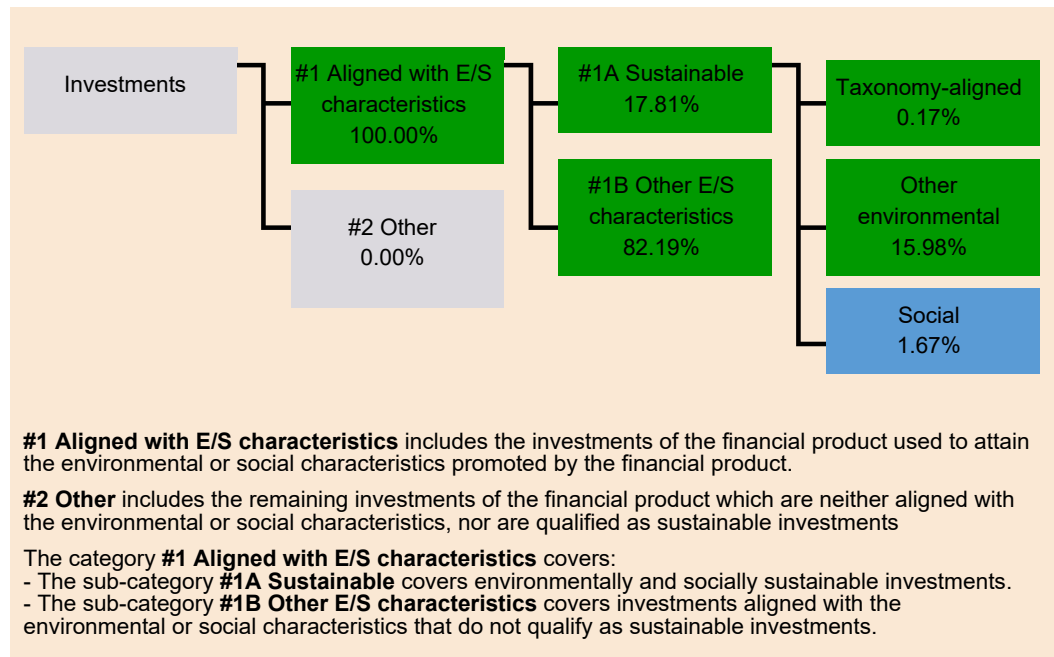 Investments
#1 Aligned with E/S
characteristics
100.00%
#2 Other
0.00%
#1A Sustainable
17.81%
#1B Other E/S
characteristics
82.19%
Taxonomy-aligned
0.17%
Other
environmental
15.98%
Social
1.67%
#1 Aligned with E/S characteristics includes the investments of the financial product used to attain
the environmental or social characteristics promoted by the financial product.
#2 Other includes the remaining investments of the financial product which are neither aligned with
the environmental or social characteristics, nor are qualified as sustainable investments
The category #1 Aligned with E/S characteristics covers:
- The sub-category #1A Sustainable covers environmentally and socially sustainable investments.
- The sub-category #1B Other E/S characteristics covers investments aligned with the
environmental or social characteristics that do not qualify as sustainable investments.